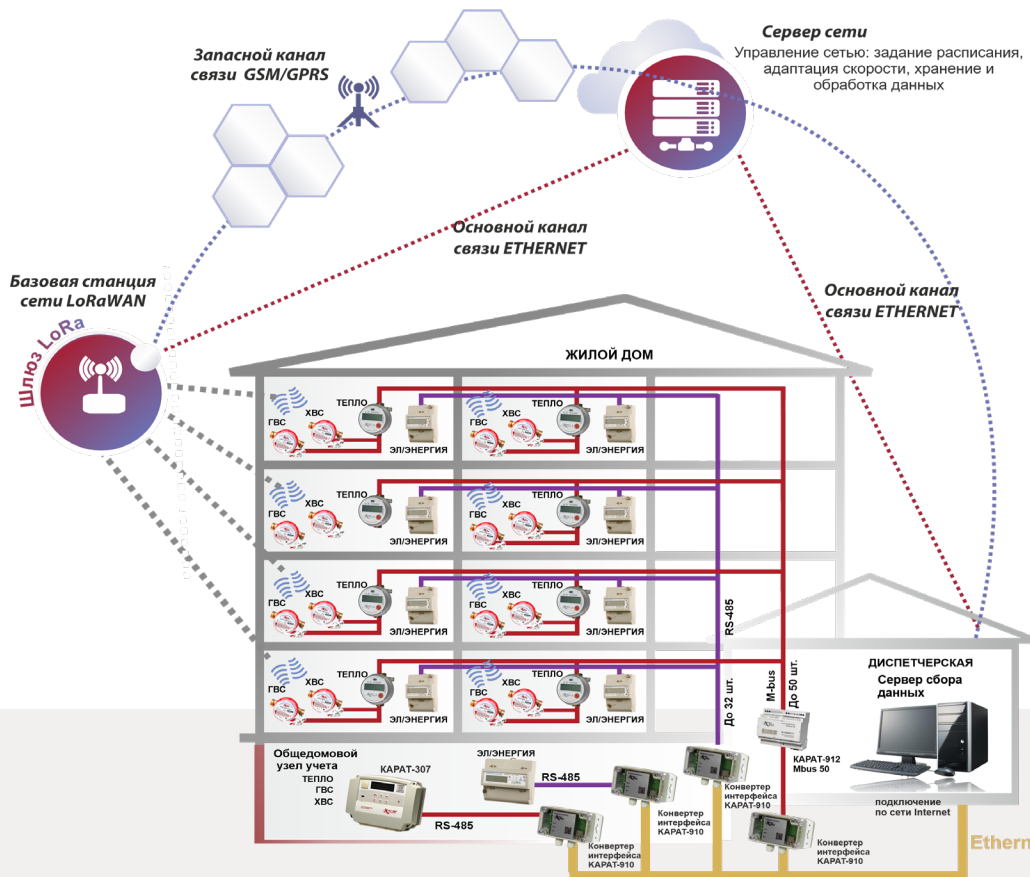 Сервер сети
Управление сетью: задание расписания,
адаптация скорости, хранение и
обработка данных
Запасной канал
связи GSM/GPRS
Основной канал
связи ETHERNET
Базовая станция
сети LoRaWAN
Шлюз LoRa
Основной канал
связи ETHERNET
ЖИЛОЙ ДОМ
ГВС
ХВС
ТЕПЛО
ЭЛ/ЭНЕРГИЯ
ГВС
ХВС
ТЕПЛО
ЭЛ/ЭНЕРГИЯ
ГВС
ХВС
ТЕПЛО
ЭЛ/ЭНЕРГИЯ
ГВС
ХВС
ТЕПЛО
ЭЛ/ЭНЕРГИЯ
ГВС
ХВС
ТЕПЛО
ЭЛ/ЭНЕРГИЯ
ГВС
ХВС
ТЕПЛО
ЭЛ/ЭНЕРГИЯ
ГВС
ХВС
ТЕПЛО
ЭЛ/ЭНЕРГИЯ
ГВС
ХВС
ТЕПЛО
ЭЛ/ЭНЕРГИЯ
RS-485
До 32 шт.
M-bus
До 50 шт.
ДИСПЕТЧЕРСКАЯ
Сервер сбора
данных
КАРАТ-912
Mbus 50
подключение
по сети Internet
Общедомовой
узел учета
ТЕПЛО
ГВС
ХВС
КАРАТ-307
ЭЛ/ЭНЕРГИЯ
RS-485
RS-485
Конвертер
интерфейса
КАРАТ-910
Конвертер
интерфейса
КАРАТ-910
Конвертер
интерфейса
КАРАТ-910
Конвертер
интерфейса
КАРАТ-910
Ethern